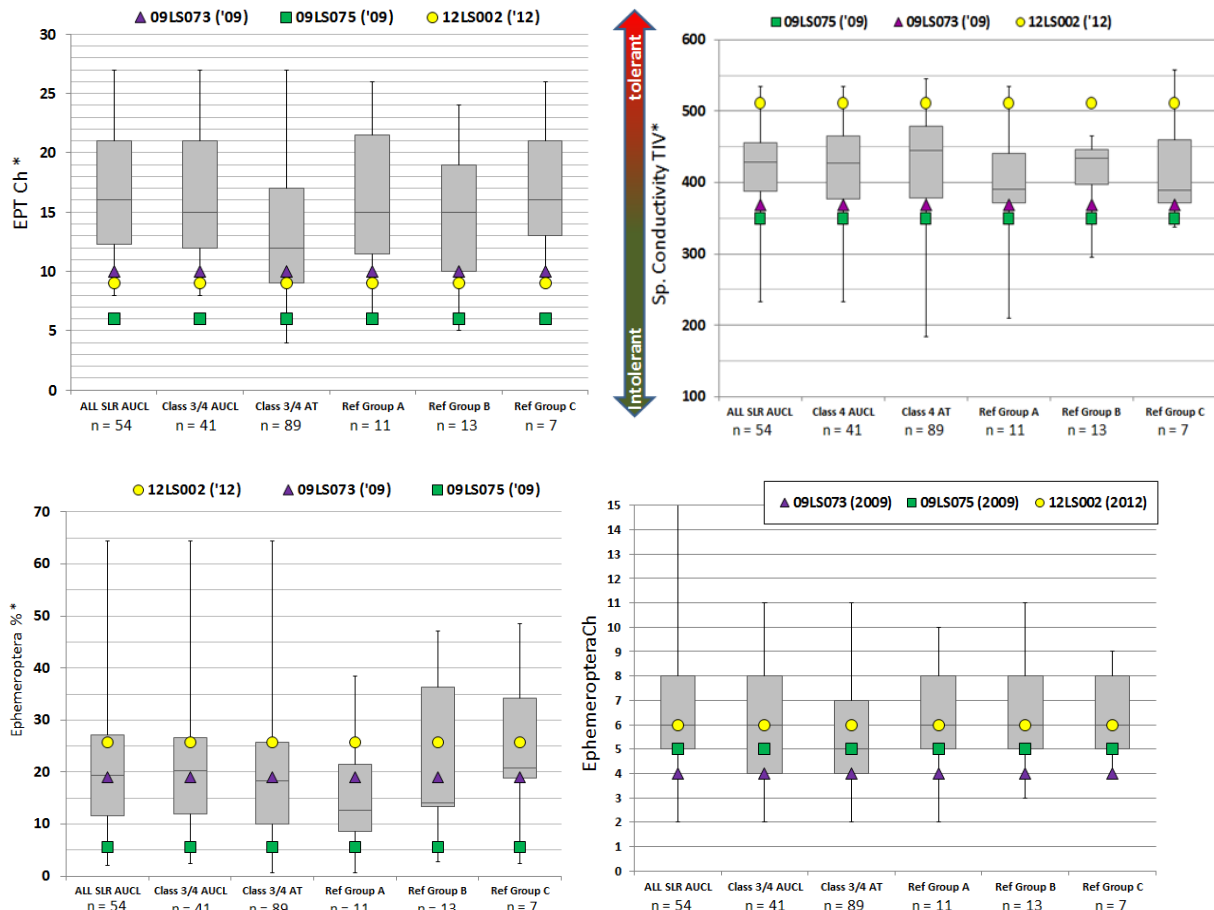 09LS073 ('09) 09LS075 ('09) 12LS002 ('12)
EPT Ch *
30
25
20
15
10
5
0
ALL SLR AUCL Class 3/4 AUCL Class 3/4 AT Ref Group A Ref Group B Ref Group C
n = 54 n = 41 n = 89 n = 11 n = 13 n = 7
tolerant
Intolerant
09LS075 ('09) 09LS073 ('09) 12LS002 ('12)
Sp. Conductivity TIV*
600
500
400
300
200
100
ALL SLR AUCL Class 4 AUCL Class 4 AT Ref Group A Ref Group B Ref Group C
n = 54 n = 41 n = 89 n = 11 n = 13 n = 7
12LS002 ('12) 09LS073 ('09) 09LS075 ('09)
Ephemeroptera % *
70
60
50
40
30
20
10
0
ALL SLR AUCL Class 3/4 AUCL Class 3/4 AT Ref Group A Ref Group B Ref Group C
n = 54 n = 41 n = 89 n = 11 n = 13 n = 7
09LS073 (2009) 09LS075 (2009) 12LS002 (2012)
EphemeropteraCh
15
14
13
12
11
10
9
8
7
6
5
4
3
2
1
0
ALL SLR AUCL Class 3/4 AUCL Class 3/4 AT Ref Group A Ref Group B Ref Group C
n = 54 n = 41 n = 89 n = 11 n = 13 n = 7